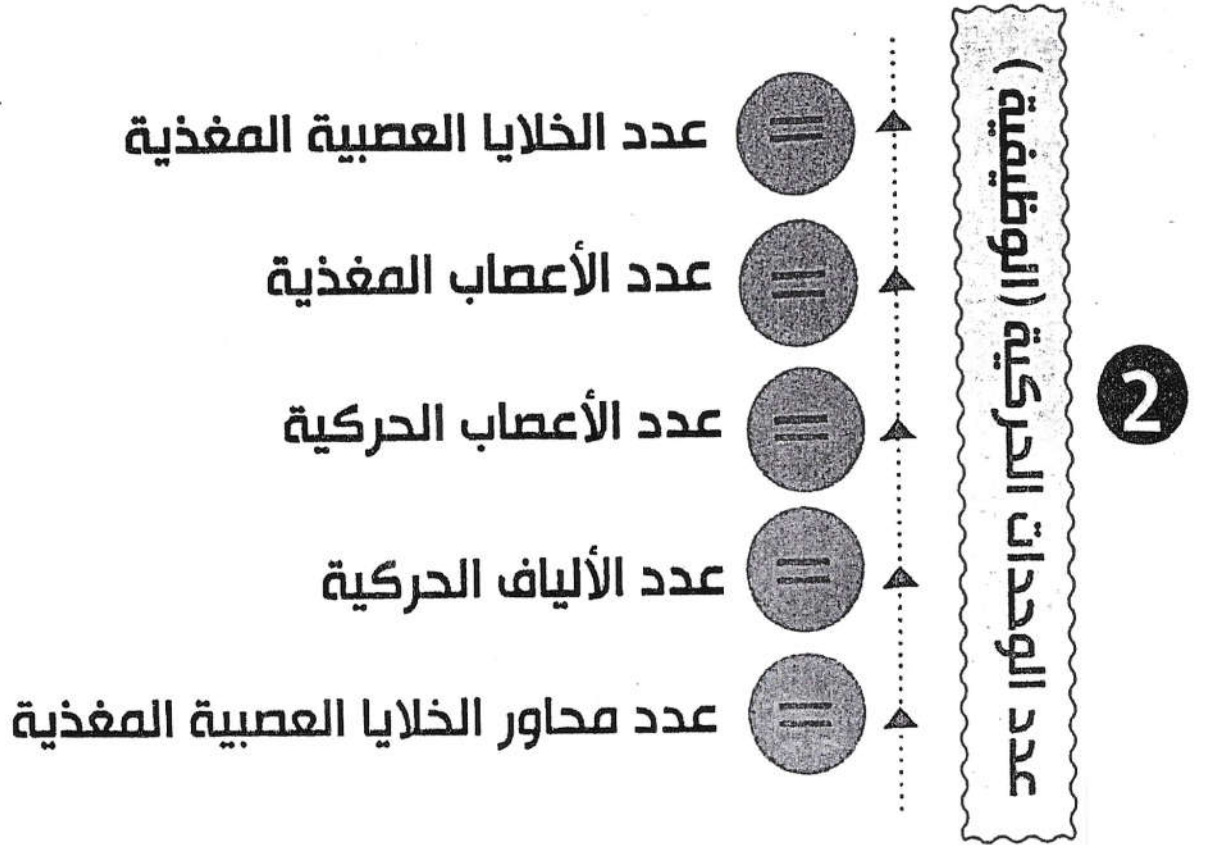 2
عدد الوحدات الحركية (الوظيفية)
= عدد الخلايا العصبية المغذية
= عدد الأعصاب المغذية
= عدد الأعصاب الحركية
= عدد الألياف الحركية
= عدد محاور الخلايا العصبية المغذية